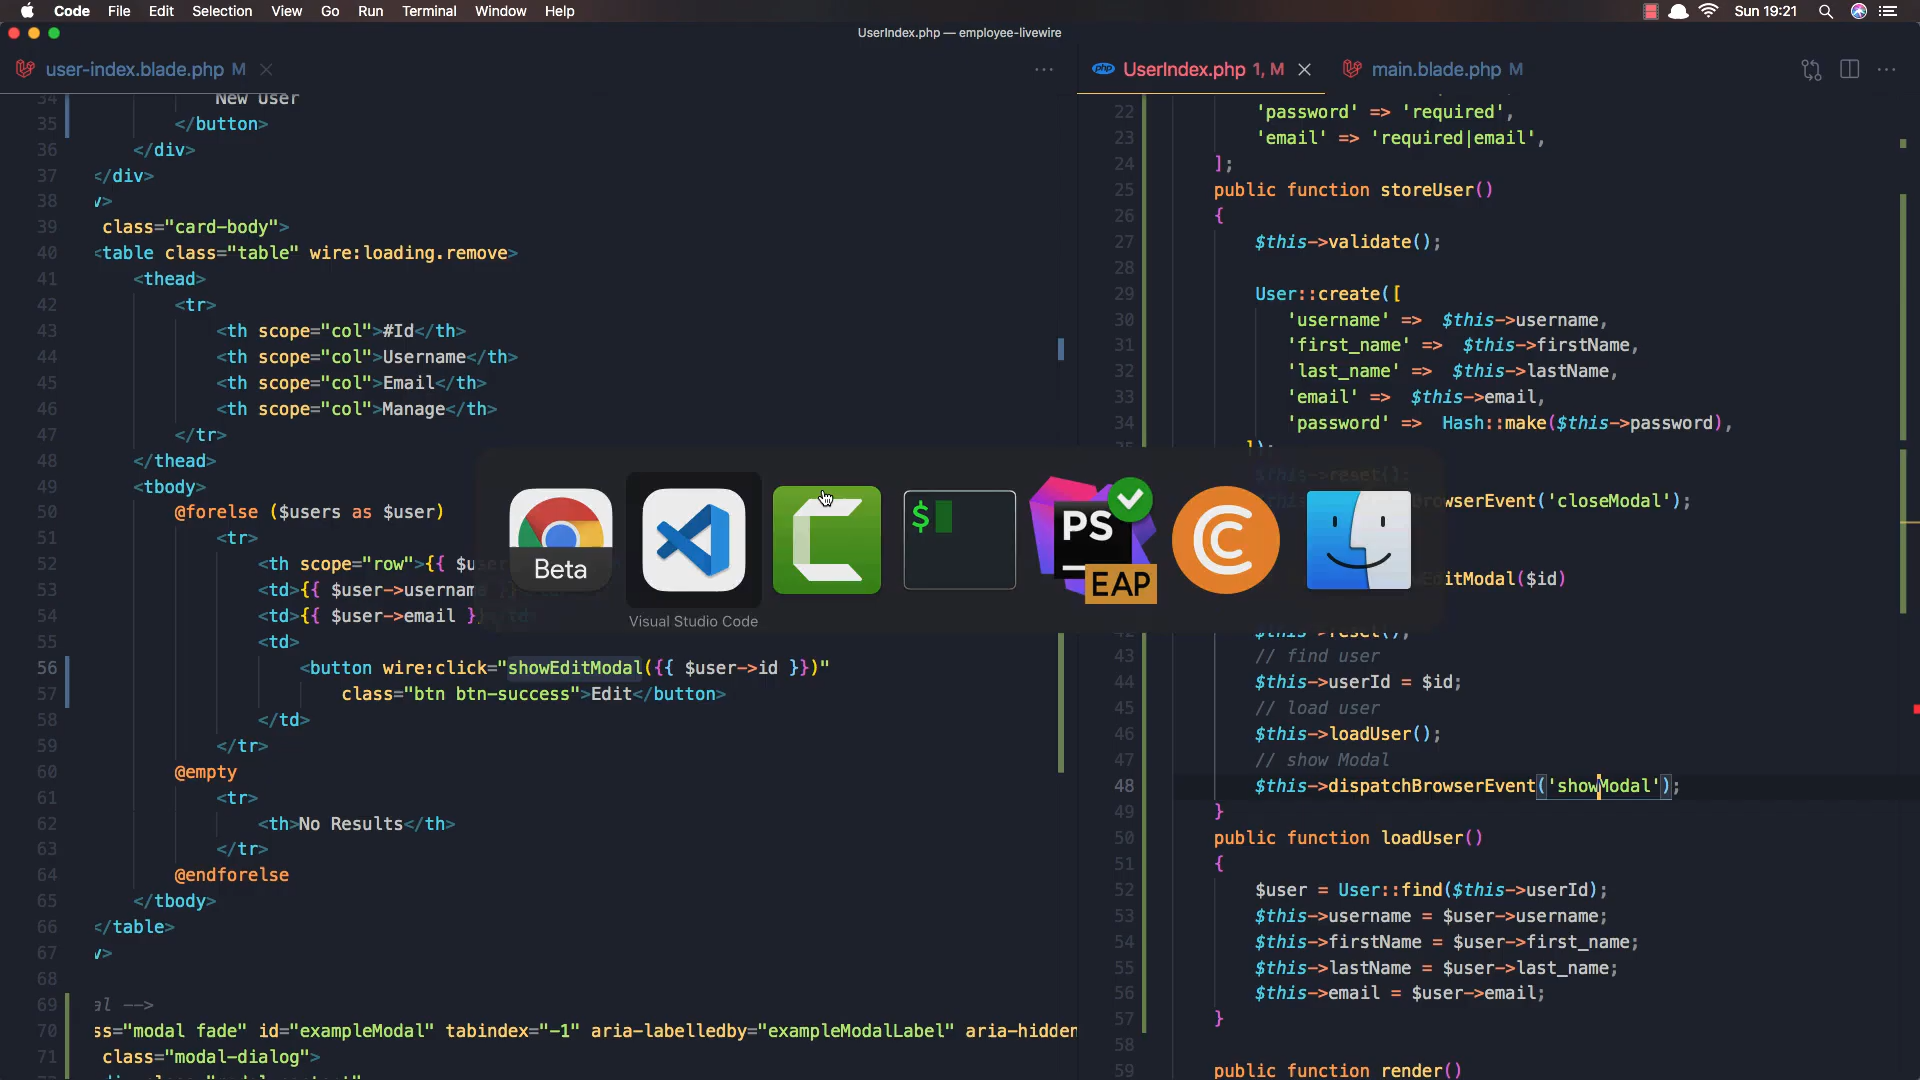 Code File Edit Selection View Go Run Terminal Window Help Sun 19:21
UserIndex.php — employee-livewire
user-index.blade.php M
34 New User
35 </button>
36 </div>
37 </div>
38 v>
39 class="card-body">
40 <table class="table" wire:loading.remove>
41 <thead>
42 <tr>
43 <th scope="col">#Id</th>
44 <th scope="col">Username</th>
45 <th scope="col">Email</th>
46 <th scope="col">Manage</th>
47 </tr>
48 </thead>
49 <tbody>
50 @forelse ($users as $user)
51 <tr>
52 <th scope="row">{{
53 <td>{{ $user->username
54 <td>{{ $user->email }
55 <td>
56 <button wire:click="showEditModal({{ $user->id }})"
57 class="btn btn-success">Edit</button>
58 </td>
59 </tr>
60 @empty
61 <tr>
62 <th>No Results</th>
63 </tr>
64 @endforelse
65 </tbody>
66 </table>
67 v>
68
69 al -->
70 ss="modal fade" id="exampleModal" tabindex="-1" aria-labelledby="exampleModalLabel" aria-hidden
71 class="modal-dialog">
UserIndex.php 1, M
main.blade.php M
22 'password' => 'required',
23 'email' => 'required|email',
24 ];
25 public function storeUser()
26 {
27 $this->validate();
28
29 User::create([
30 'username' => $this->username,
31 'first_name' => $this->firstName,
32 'last_name' => $this->lastName,
33 'email' => $this->email,
34 'password' => Hash::make($this->password),
]);
$this->reset();
BrowserEvent('closeModal');
EditModal($id)
42 $this->reset();
43 // find user
44 $this->userId = $id;
45 // load user
46 $this->loadUser();
47 // show Modal
48 $this->dispatchBrowserEvent('showModal');
49 }
50 public function loadUser()
51 {
52 $user = User::find($this->userId);
53 $this->username = $user->username;
54 $this->firstName = $user->first_name;
55 $this->lastName = $user->last_name;
56 $this->email = $user->email;
57 }
58
59 public function render()
Beta
$
PS
EAP
Visual Studio Code